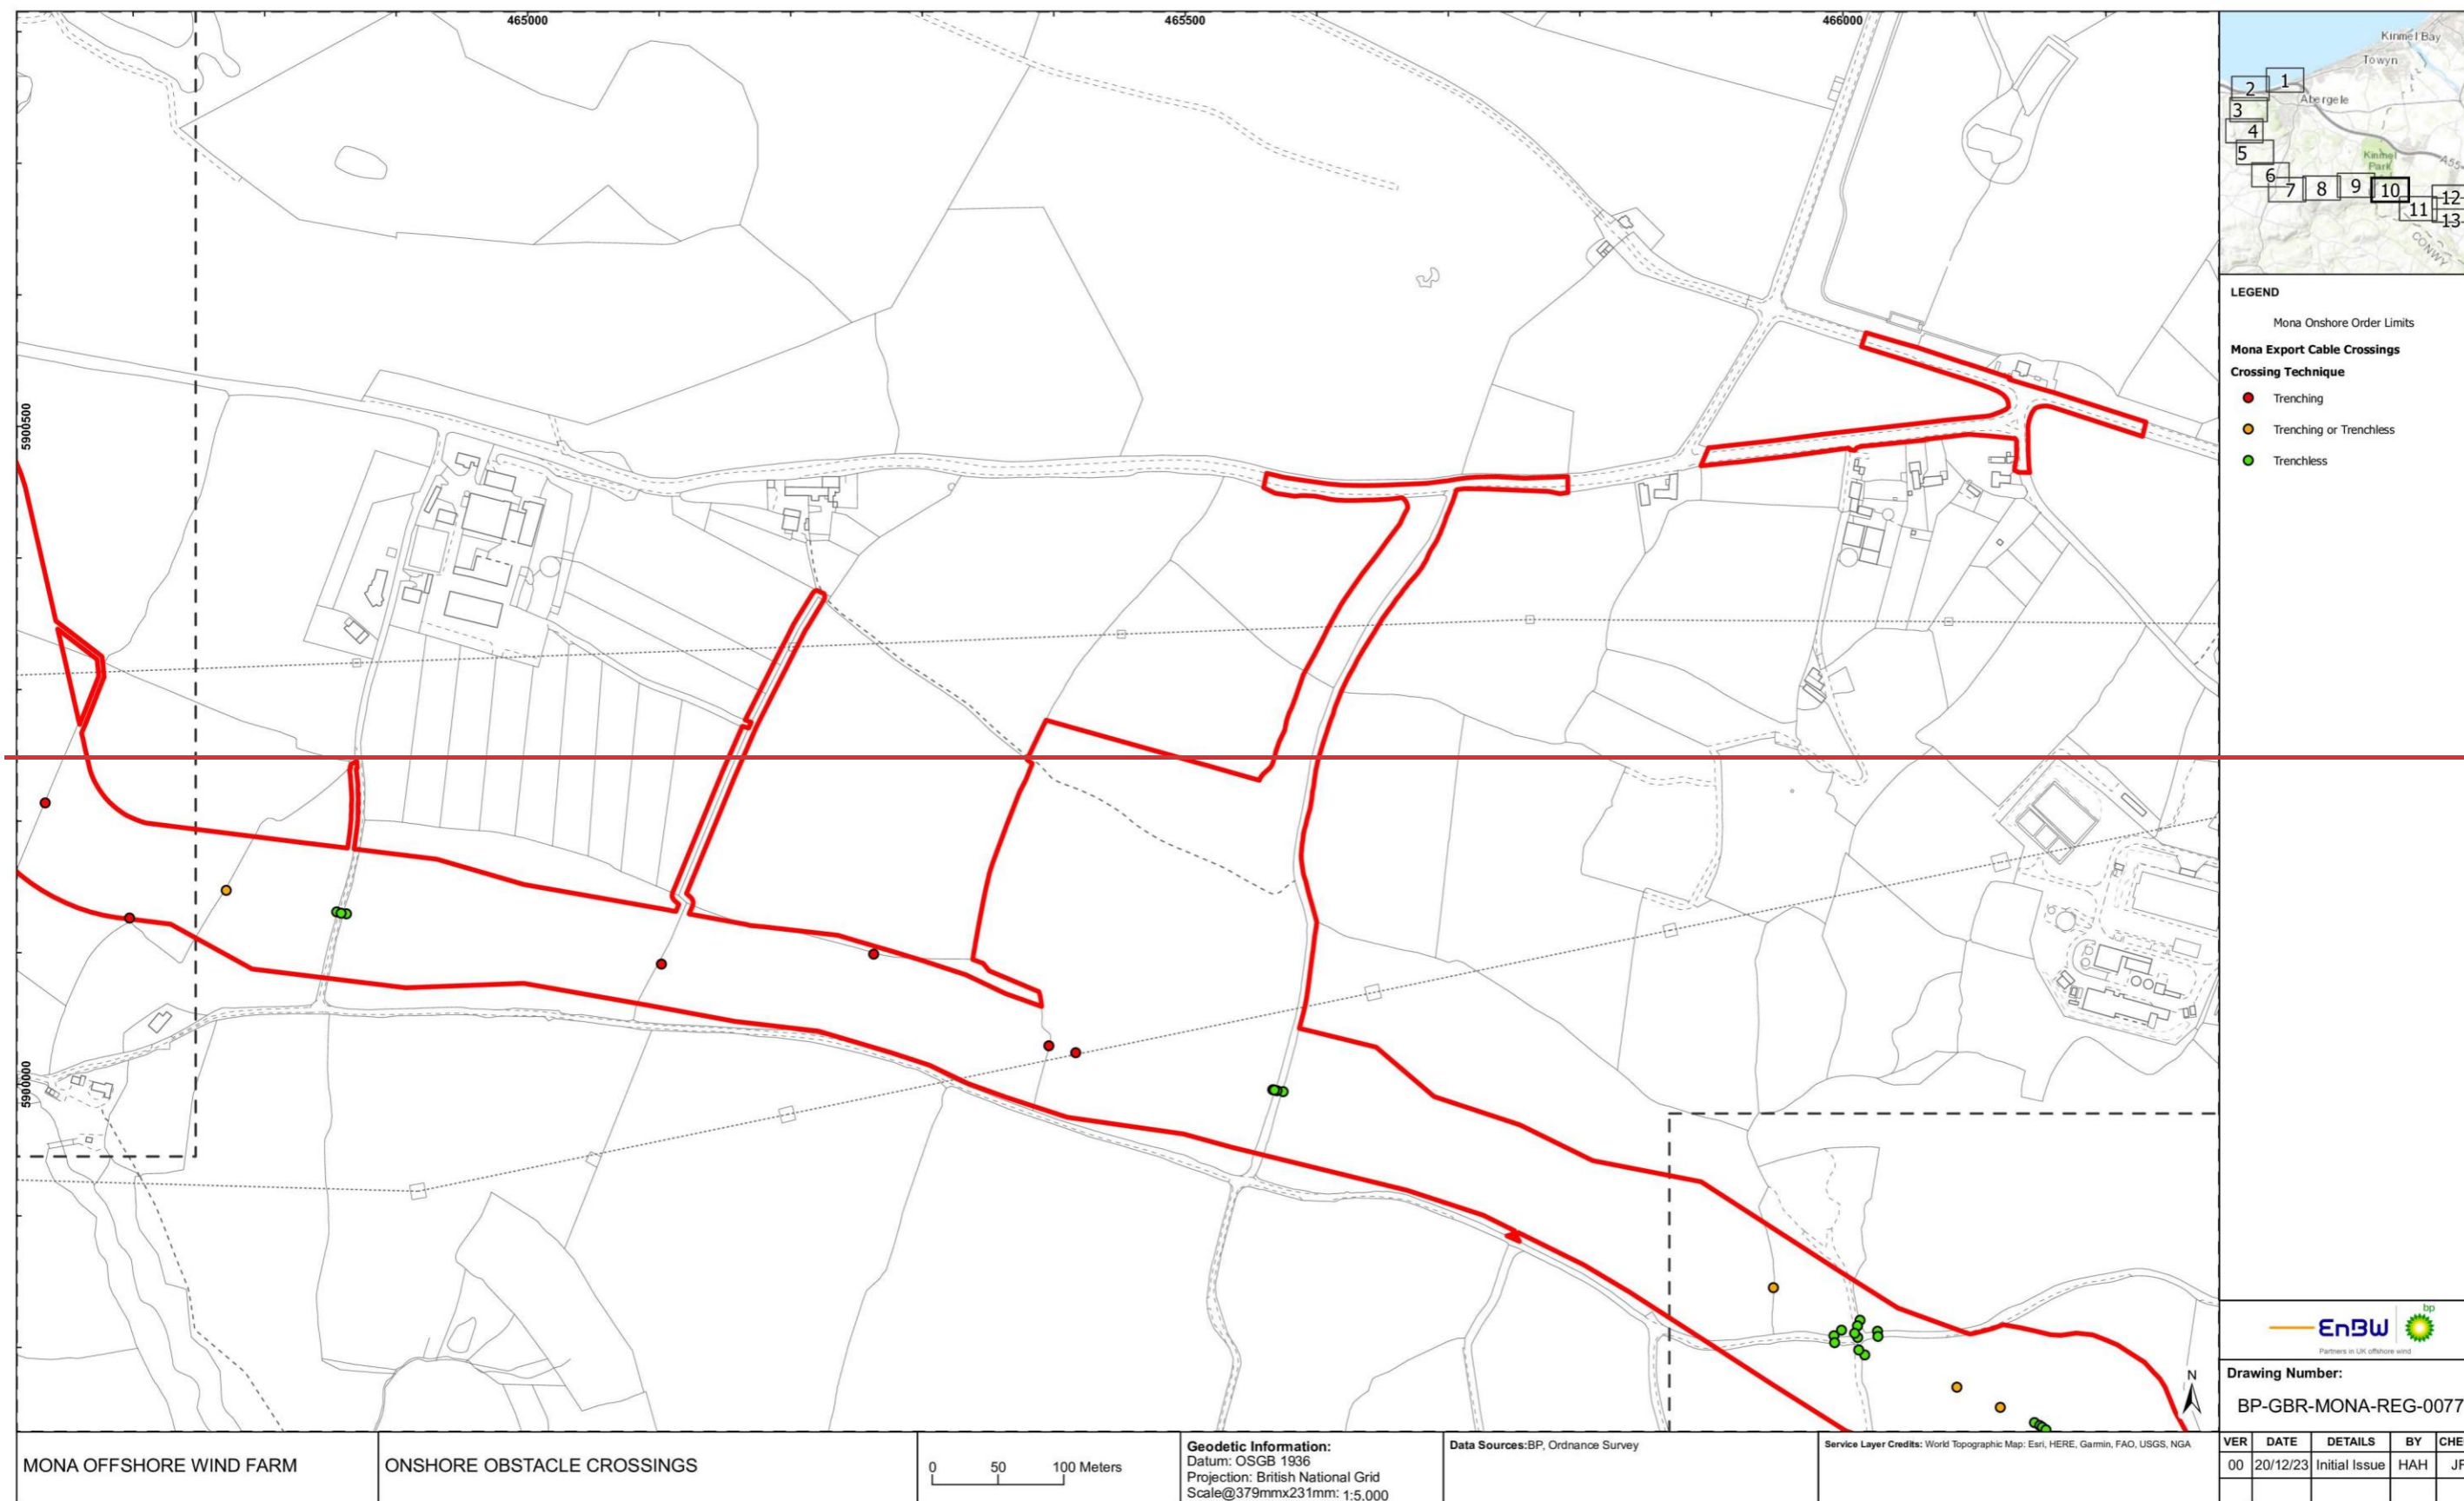 465000
465500
466000
5900500
5900000
Kinmel Bay
Towyn
Abergele
Kinmel
Park
A55
CONWY
1
2
3
4
5
6
7
8
9
10
11
12
13
LEGEND
Mona Onshore Order Limits
Mona Export Cable Crossings
Crossing Technique
Trenching
Trenching or Trenchless
Trenchless
N
EnBW
bp
Partners in UK offshore wind
Drawing Number:
BP-GBR-MONA-REG-0077
MONA OFFSHORE WIND FARM
ONSHORE OBSTACLE CROSSINGS
0 50 100 Meters
Geodetic Information:
Datum: OSGB 1936
Projection: British National Grid
Scale@379mmx231mm: 1:5,000
Data Sources:BP, Ordnance Survey
Service Layer Credits: World Topographic Map: Esri, HERE, Garmin, FAO, USGS, NGA
VER DATE DETAILS BY CHE
00 20/12/23 Initial Issue HAH